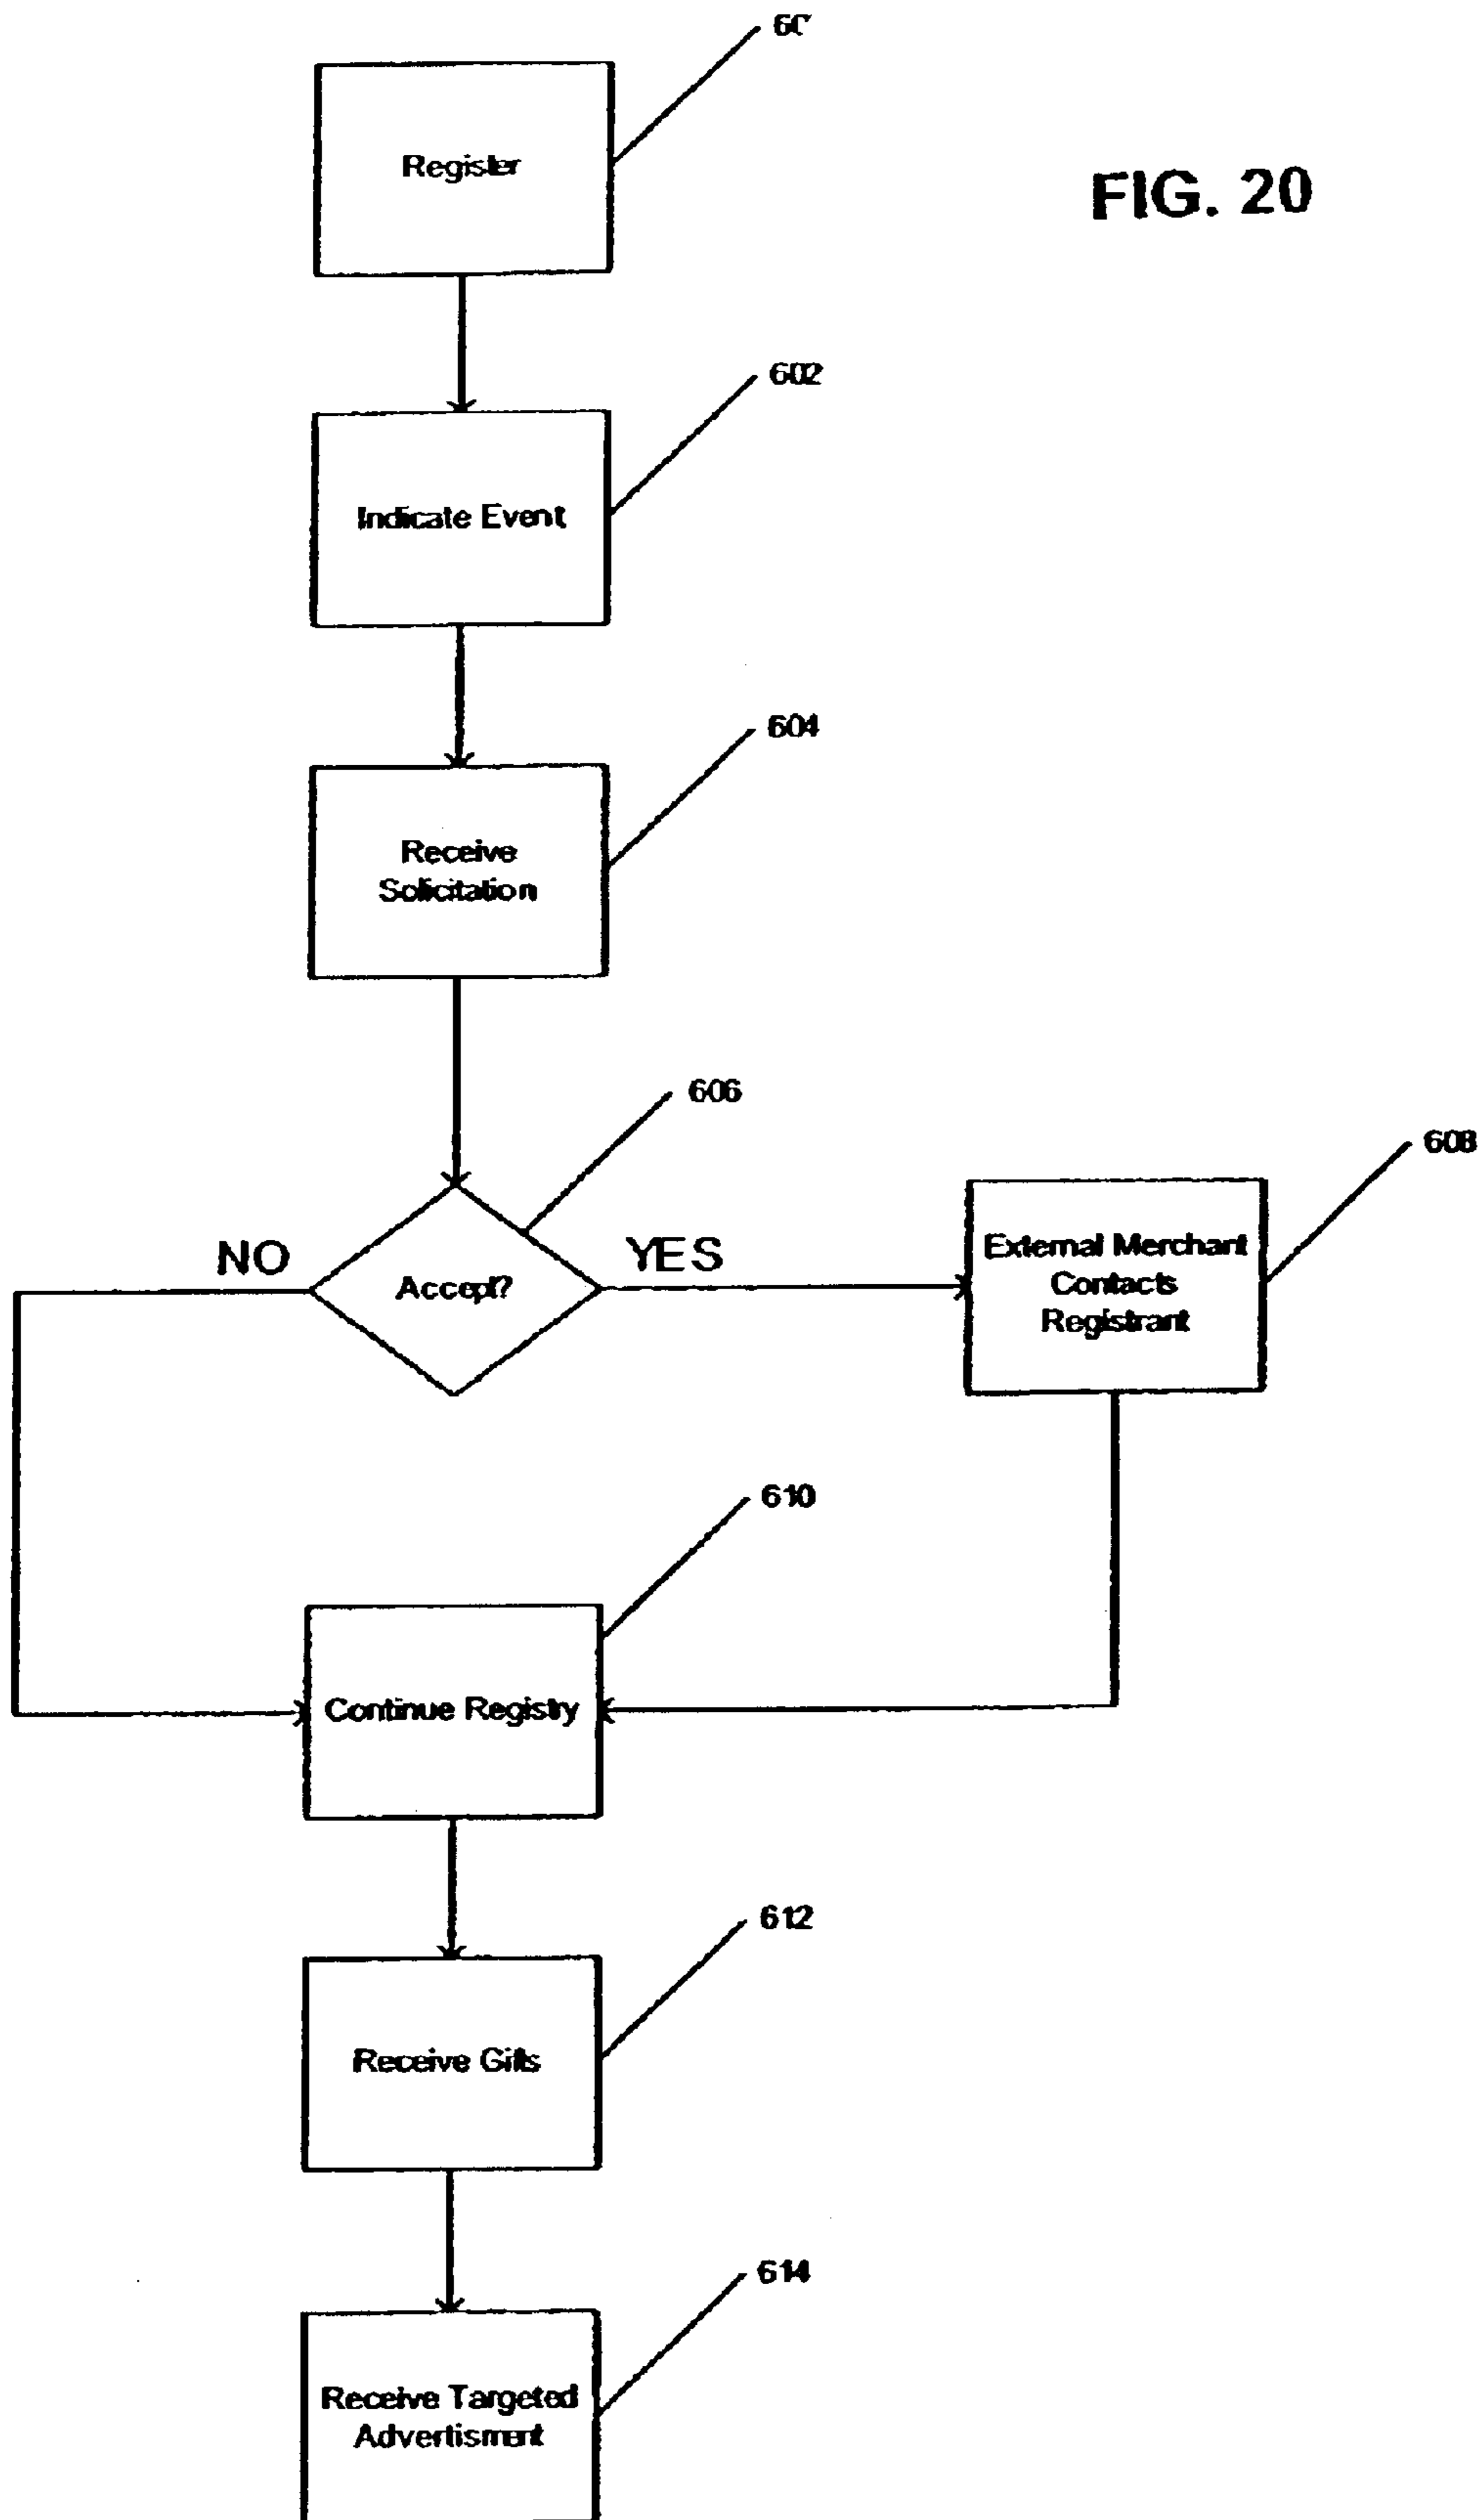 Register
FIG. 20
602
Indicate Event
604
Receive
Solicitation
606
NO
Accept?
YES
608
External Merchant
Contacts
Registrant
610
Continue Registry
612
Receive Gifts
614
Receive Targeted
Advertisment